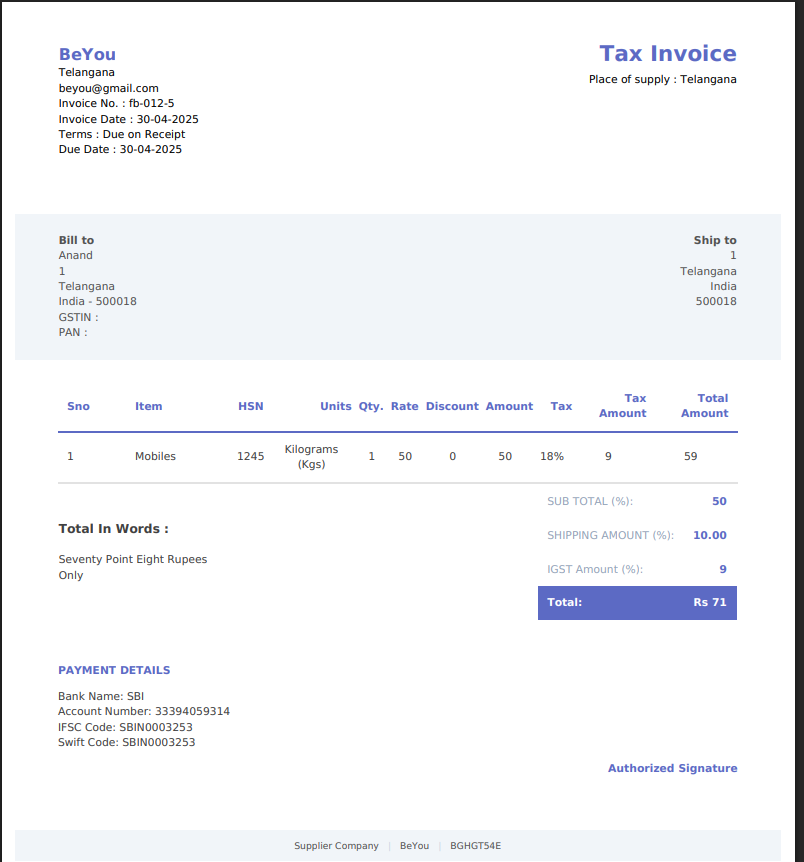 BeYou
Telangana
beyou@gmail.com
Invoice No. : fb-012-5
Invoice Date : 30-04-2025
Terms : Due on Receipt
Due Date : 30-04-2025
Tax Invoice
Place of supply : Telangana
Bill to
Anand
1
Telangana
India - 500018
GSTIN :
PAN :
Ship to
1
Telangana
India
500018
Sno Item HSN Units Qty. Rate Discount Amount Tax Tax Amount Total Amount
1 Mobiles 1245 Kilograms (Kgs) 1 50 0 50 18% 9 59
SUB TOTAL (%): 50
SHIPPING AMOUNT (%): 10.00
IGST Amount (%): 9
Total: Rs 71
Total In Words :
Seventy Point Eight Rupees
Only
PAYMENT DETAILS
Bank Name: SBI
Account Number: 33394059314
IFSC Code: SBIN0003253
Swift Code: SBIN0003253
Authorized Signature
Supplier Company | BeYou | BGHGT54E